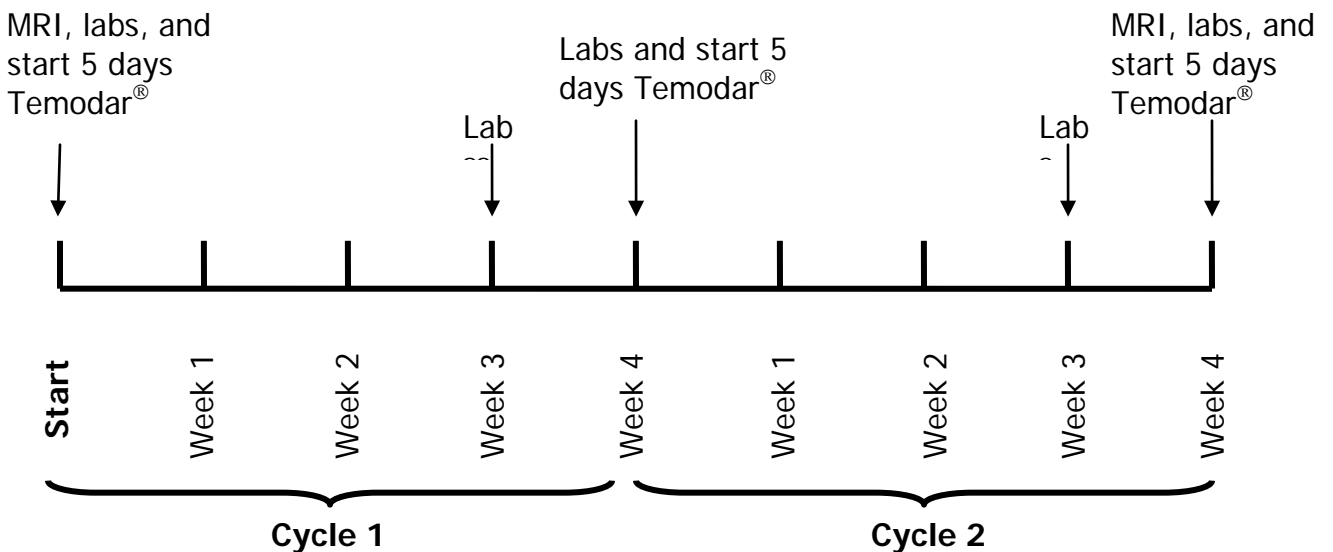 MRI, labs, and
start 5 days
Temodar®
Labs and start 5
days Temodar®
MRI, labs, and
start 5 days
Temodar®
Lab
Lab
Start
Week 1
Week 2
Week 3
Week 4
Week 1
Week 2
Week 3
Week 4
Cycle 1
Cycle 2